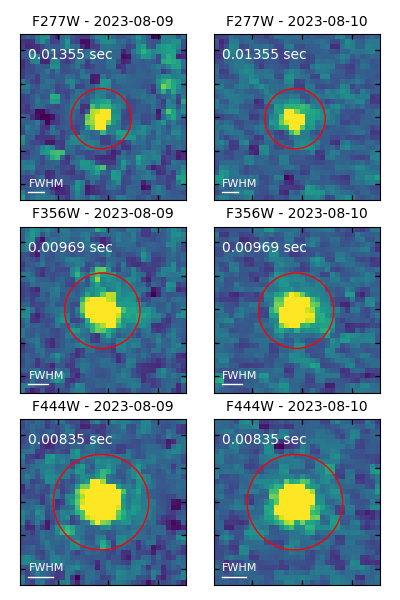 F277W - 2023-08-09
F277W - 2023-08-10
0.01355 sec
0.01355 sec
FWHM
FWHM
F356W - 2023-08-09
F356W - 2023-08-10
0.00969 sec
0.00969 sec
FWHM
FWHM
F444W - 2023-08-09
F444W - 2023-08-10
0.00835 sec
0.00835 sec
FWHM
FWHM